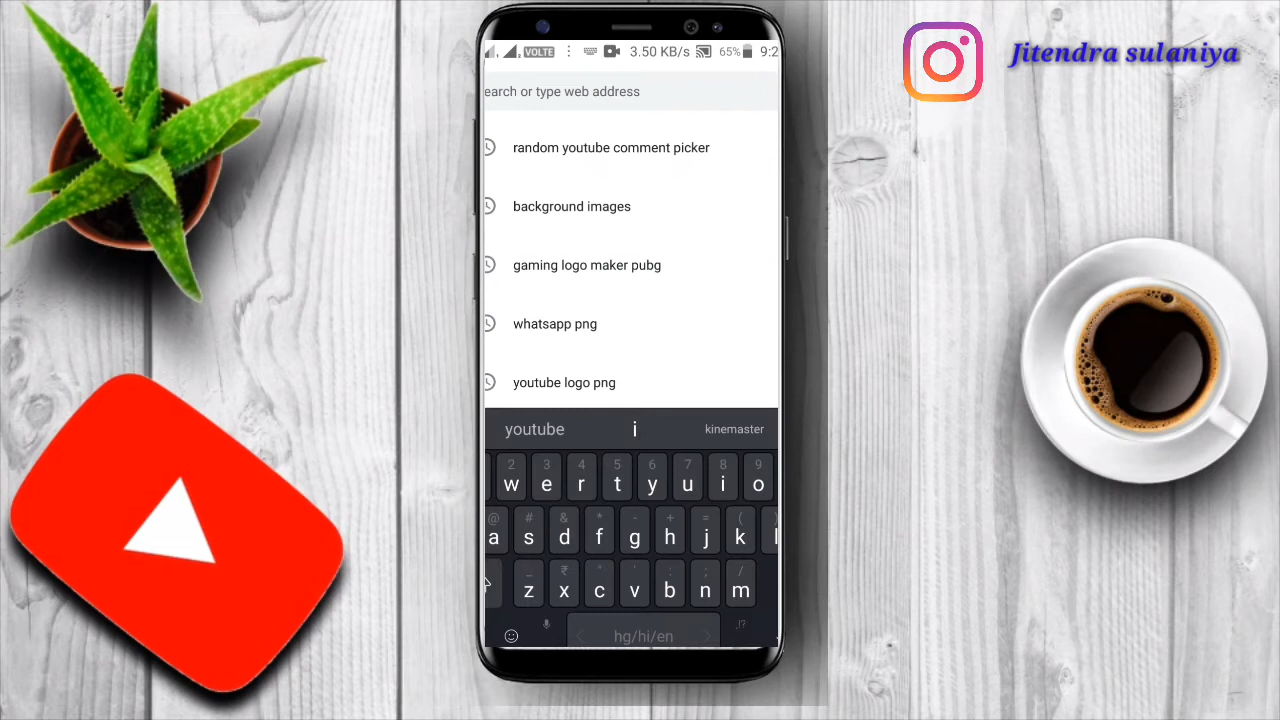 Jitendra sulaniya
VOLTE 3.50 KB/s 65% 9:2
earch or type web address
random youtube comment picker
background images
gaming logo maker pubg
whatsapp png
youtube logo png
youtube i kinemaster
2 3 4 5 6 7 8 9
w e r t y u i o
@ # & * - + = ( )
a s d f g h j k l
_ ₹ " ' : ; /
z x c v b n m
,!?
hg/hi/en